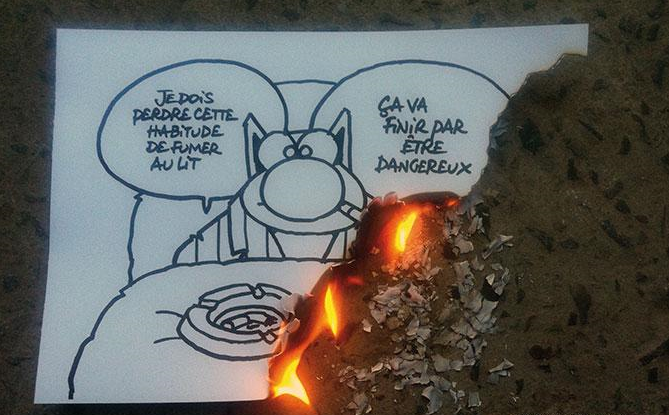 JE DOIS
PERDRE CETTE
HABITUDE
DE FUMER
AU LIT
ÇA VA
FINIR PAR
ÊTRE
DANGEREUX